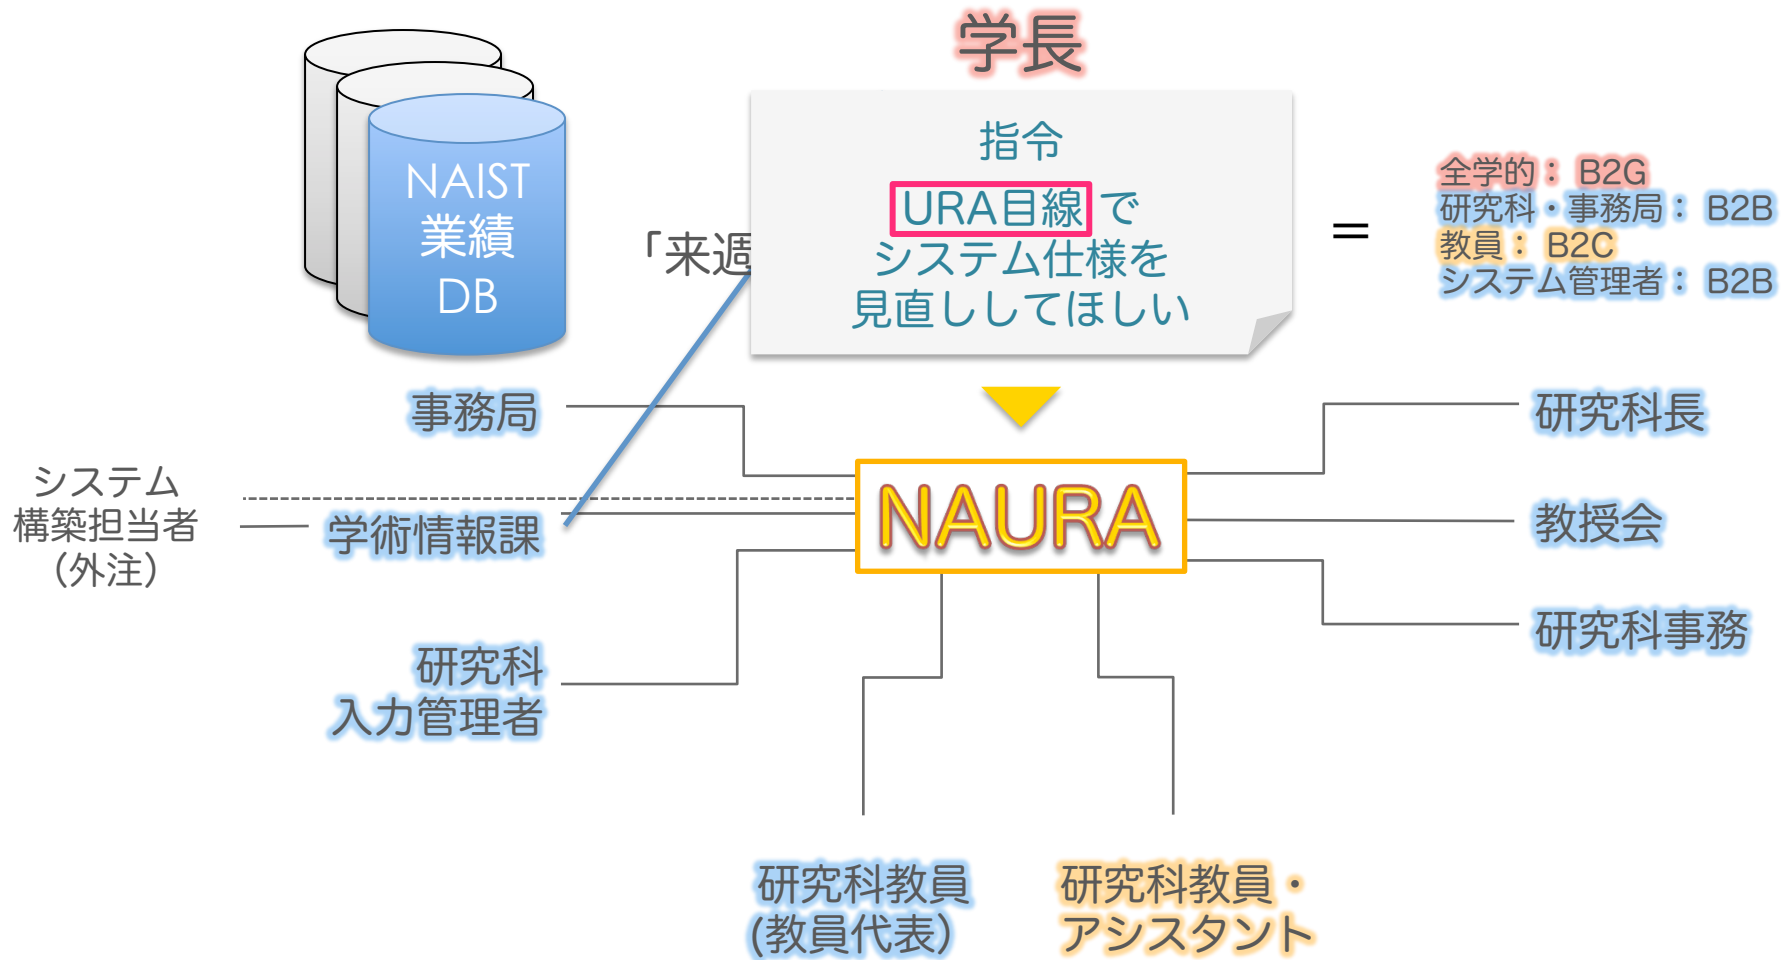 学長
NAIST
業績
DB
「来週
指令
URA目線で
システム仕様を
見直ししてほしい
＝
全学的： B2G
研究科・事務局： B2B
教員： B2C
システム管理者： B2B
事務局
システム
構築担当者
（外注）
学術情報課
研究科
入力管理者
NAURA
研究科長
教授会
研究科事務
研究科教員
(教員代表）
研究科教員・
アシスタント